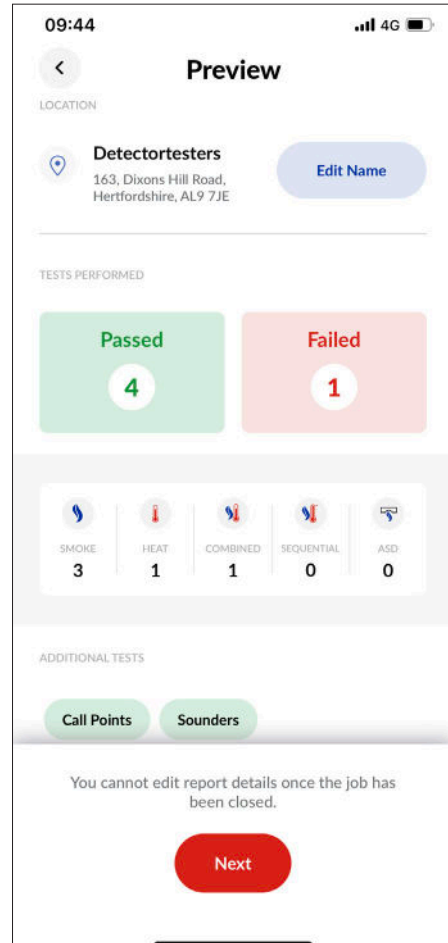 09:44
4G
Preview
LOCATION
Detectortesters
163, Dixons Hill Road,
Hertfordshire, AL9 7JE
Edit Name
TESTS PERFORMED
Passed
4
Failed
1
SMOKE
3
HEAT
1
COMBINED
1
SEQUENTIAL
0
ASD
0
ADDITIONAL TESTS
Call Points
Sounders
You cannot edit report details once the job has
been closed.
Next